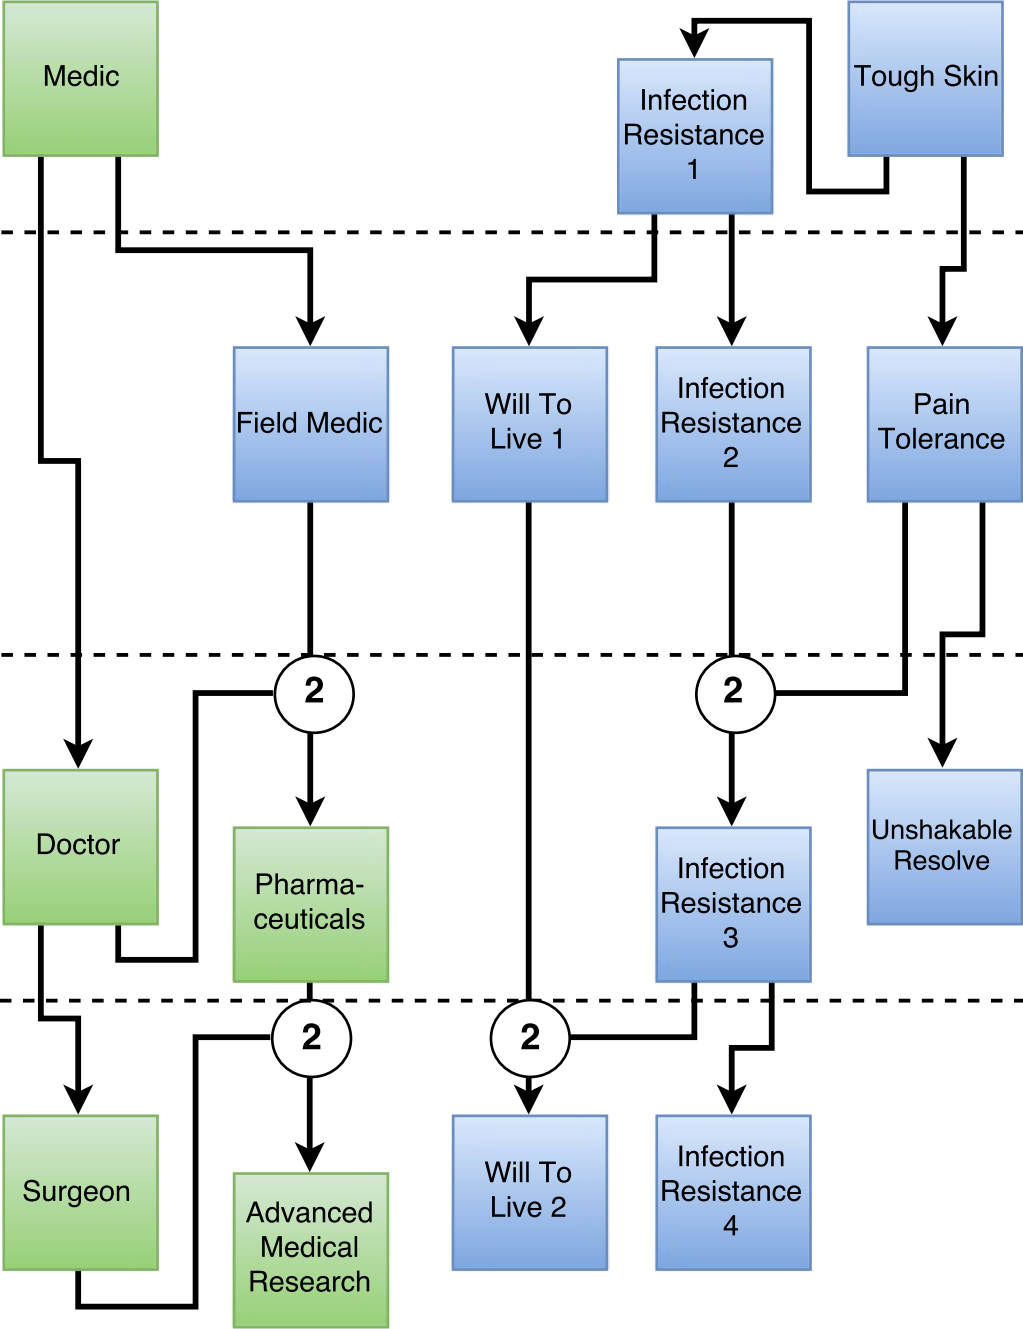 Medic
Infection
Resistance
1
Tough Skin
Field Medic
Will To
Live 1
Infection
Resistance
2
Pain
Tolerance
2
2
Doctor
Pharma-
ceuticals
Infection
Resistance
3
Unshakable
Resolve
2
2
Surgeon
Advanced
Medical
Research
Will To
Live 2
Infection
Resistance
4